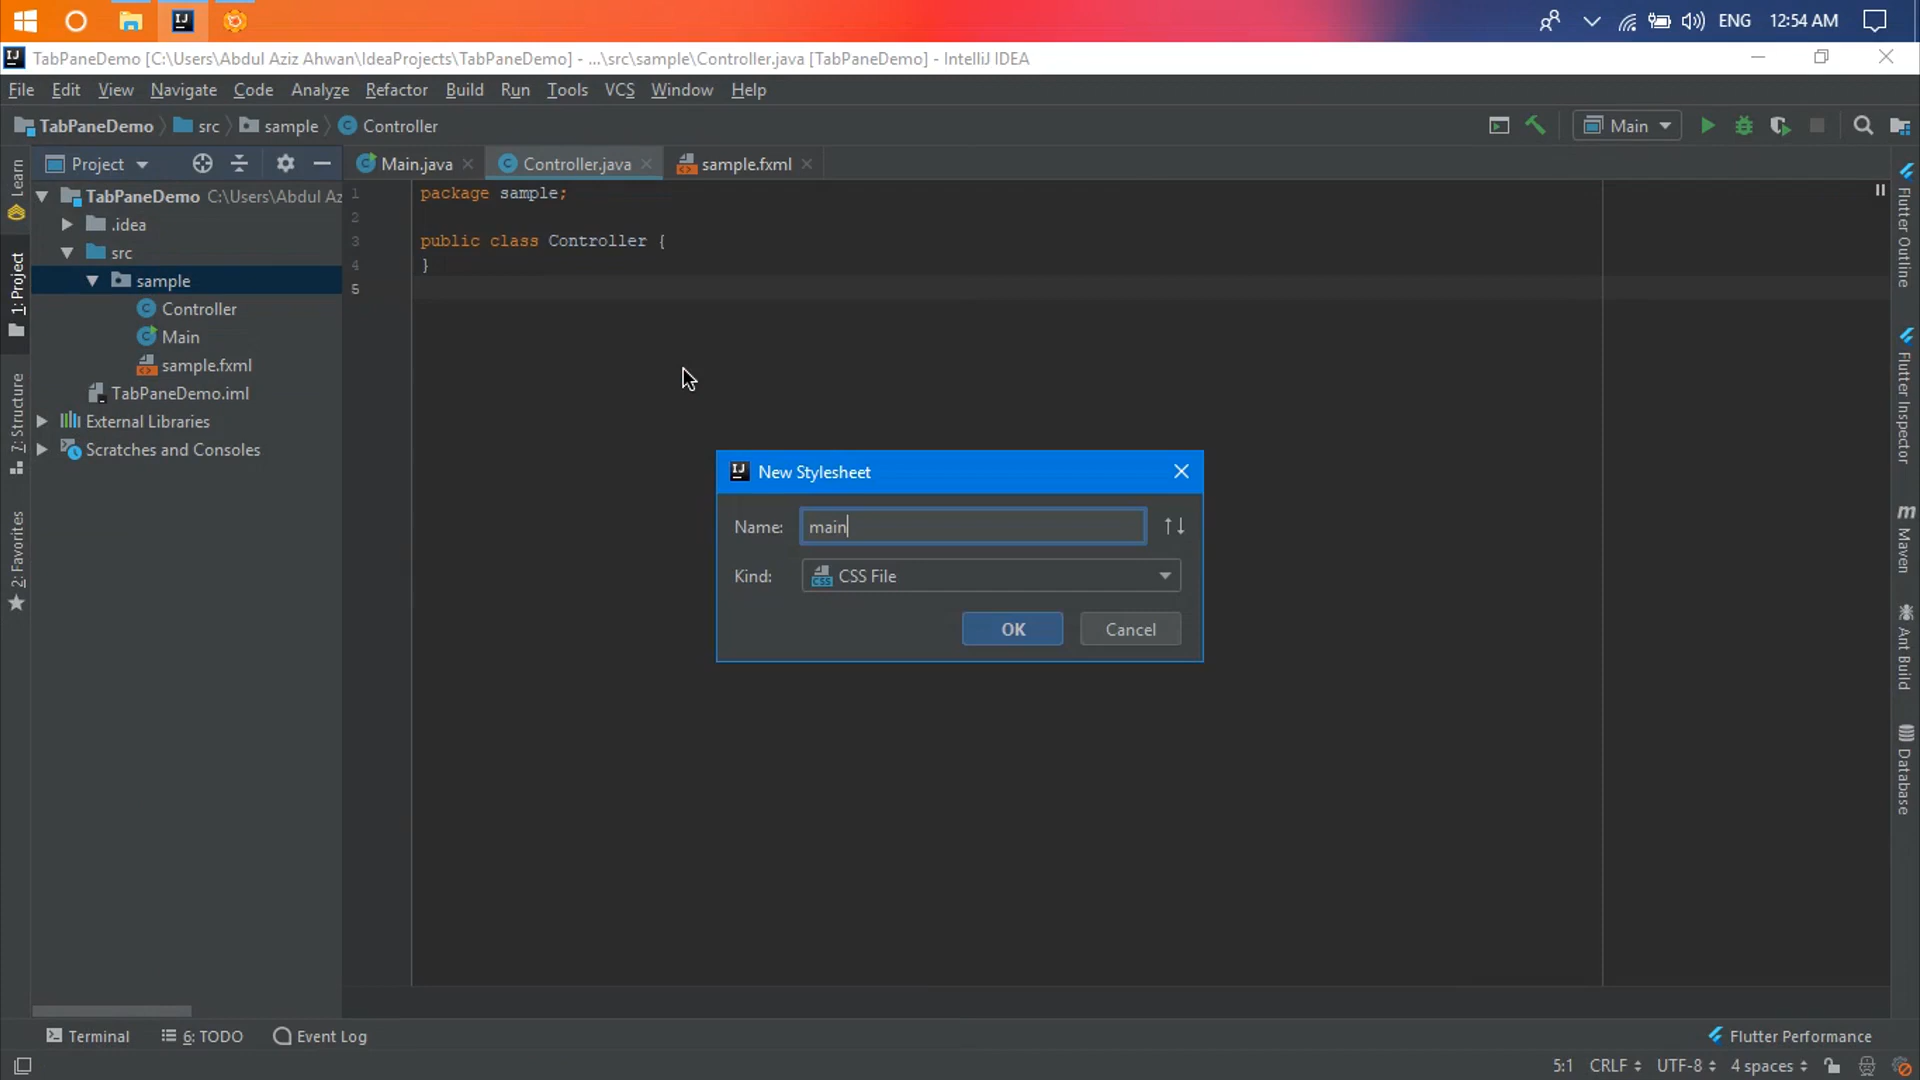 ENG 12:54 AM
TabPaneDemo [C:\Users\Abdul Aziz Ahwan\IdeaProjects\TabPaneDemo] - ...\src\sample\Controller.java [TabPaneDemo] - IntelliJ IDEA
File Edit View Navigate Code Analyze Refactor Build Run Tools VCS Window Help
TabPaneDemo src sample Controller Main
Project Main.java Controller.java sample.fxml
TabPaneDemo C:\Users\Abdul Az
.idea
src
sample
Controller
Main
sample.fxml
TabPaneDemo.iml
External Libraries
Scratches and Consoles
1 package sample;
2
3 public class Controller {
4 }
5
New Stylesheet
Name: main
Kind: CSS File
OK Cancel
Learn
1: Project
7: Structure
2: Favorites
Flutter Outline
Flutter Inspector
Maven
Ant Build
Database
Terminal 6: TODO Event Log Flutter Performance
5:1 CRLF UTF-8 4 spaces